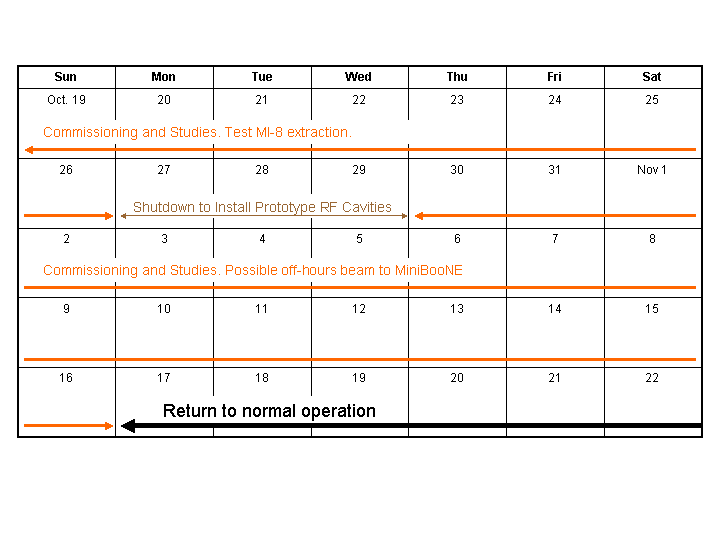 Sun Mon Tue Wed Thu Fri Sat
Oct. 19 20 21 22 23 24 25
Commissioning and Studies. Test MI-8 extraction.
26 27 28 29 30 31 Nov 1
Shutdown to Install Prototype RF Cavities
2 3 4 5 6 7 8
Commissioning and Studies. Possible off-hours beam to MiniBooNE
9 10 11 12 13 14 15
16 17 18 19 20 21 22
Return to normal operation